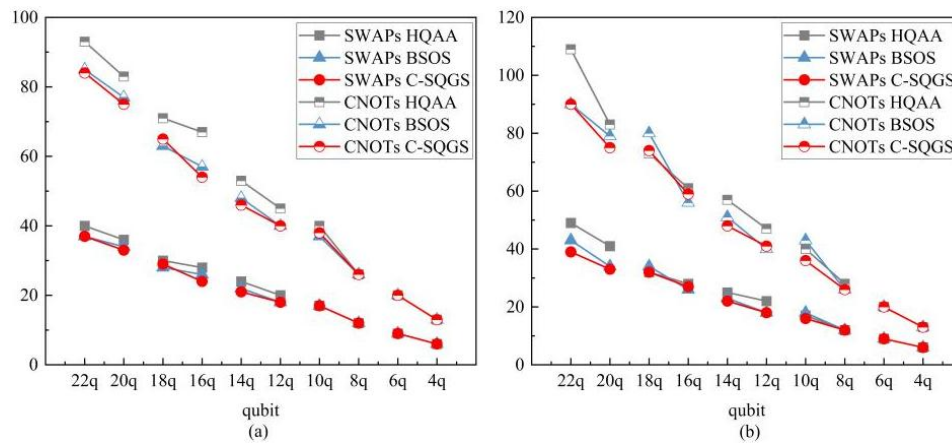 100
80
60
40
20
0
SWAPs HQAA
SWAPs BSOS
SWAPs C-SQGS
CNOTs HQAA
CNOTs BSOS
CNOTs C-SQGS
22q 20q 18q 16q 14q 12q 10q 8q 6q 4q
qubit
(a)
120
100
80
60
40
20
0
SWAPs HQAA
SWAPs BSOS
SWAPs C-SQGS
CNOTs HQAA
CNOTs BSOS
CNOTs C-SQGS
22q 20q 18q 16q 14q 12q 10q 8q 6q 4q
qubit
(b)